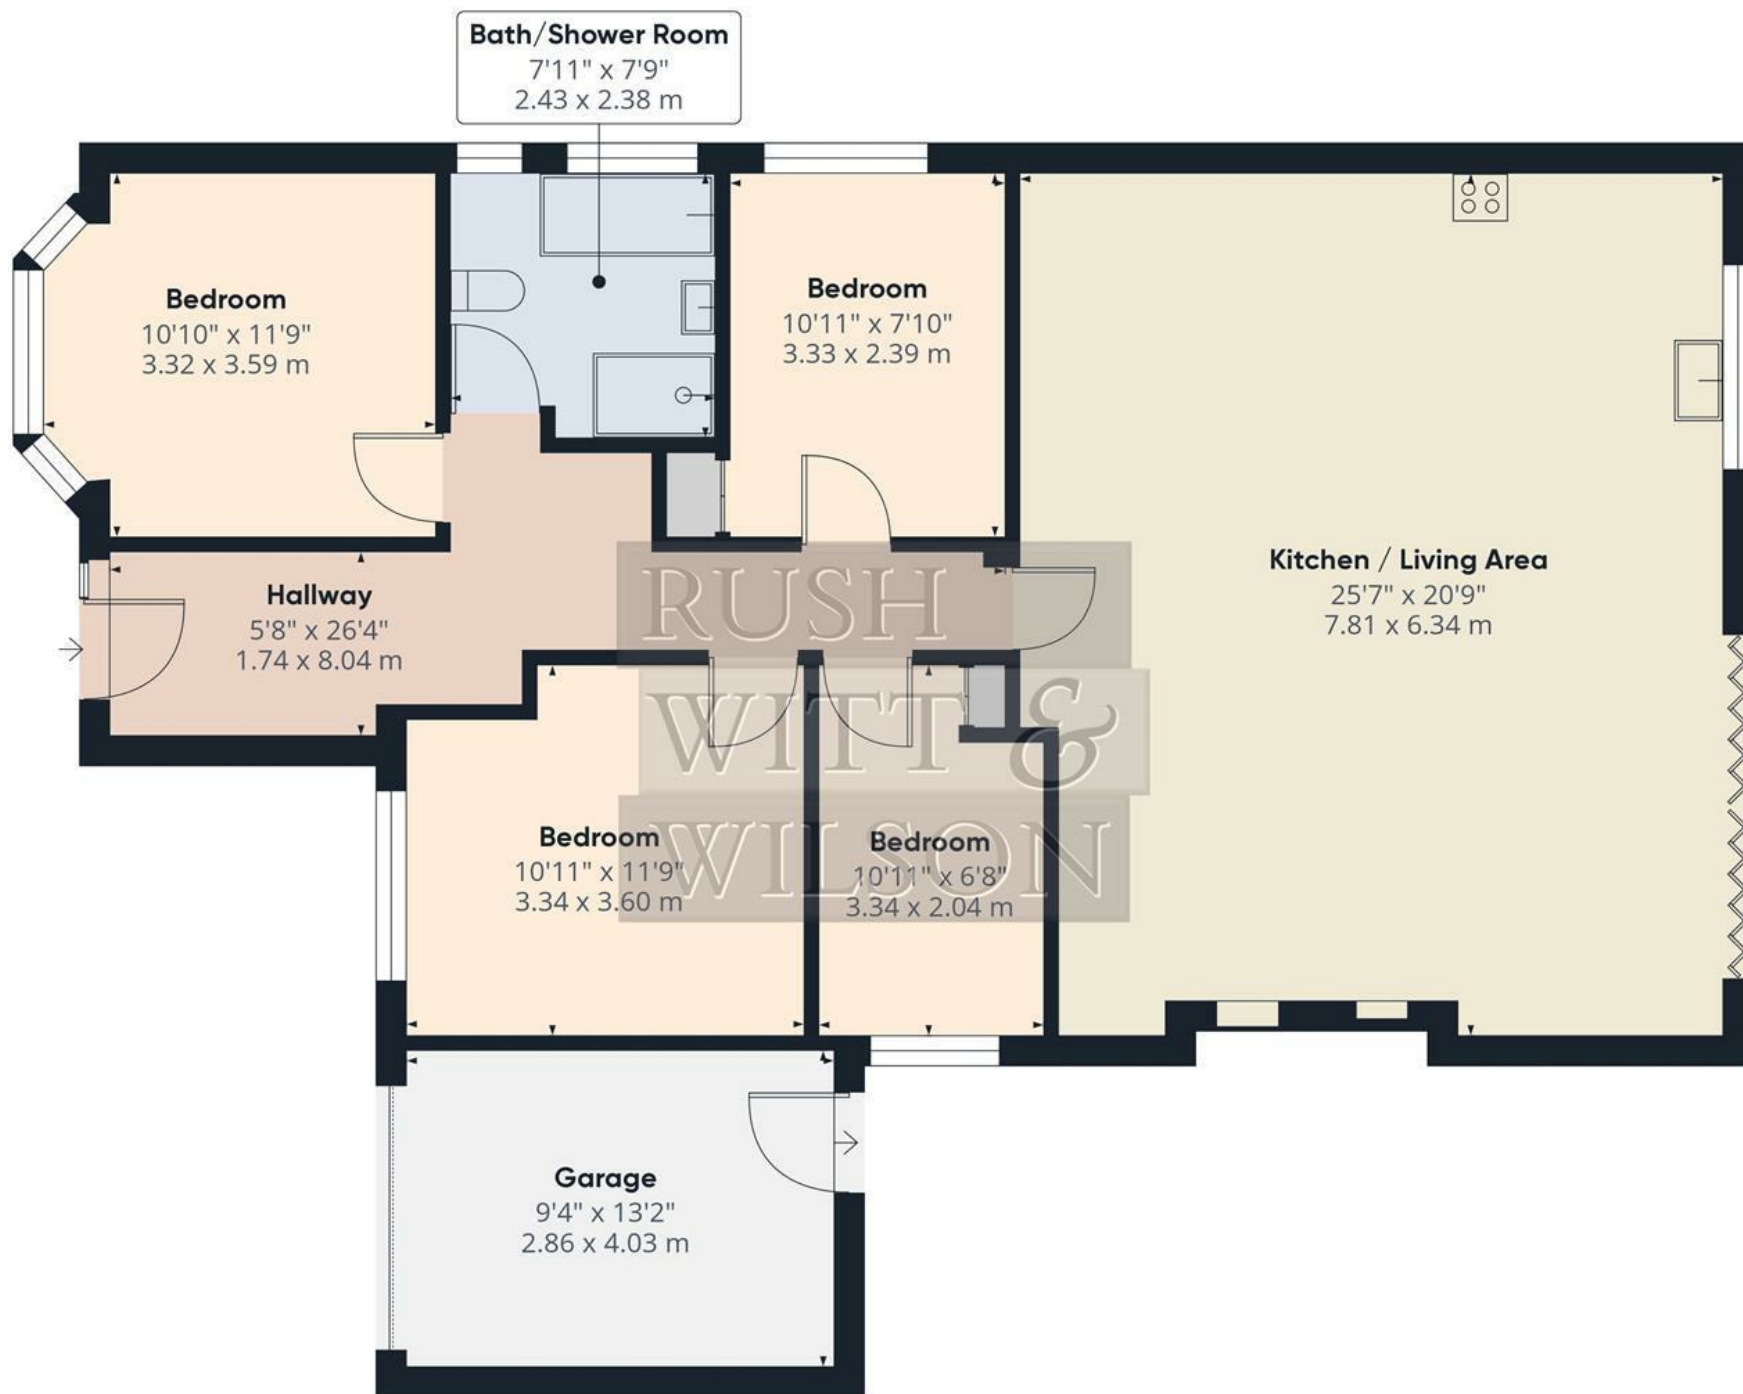 Bath/Shower Room
7'11" x 7'9"
2.43 x 2.38 m
Bedroom
10'10" x 11'9"
3.32 x 3.59 m
Bedroom
10'11" x 7'10"
3.33 x 2.39 m
Kitchen / Living Area
25'7" x 20'9"
7.81 x 6.34 m
Hallway
5'8" x 26'4"
1.74 x 8.04 m
RUSH
WITT &
WILSON
Bedroom
10'11" x 11'9"
3.34 x 3.60 m
Bedroom
10'11" x 6'8"
3.34 x 2.04 m
Garage
9'4" x 13'2"
2.86 x 4.03 m